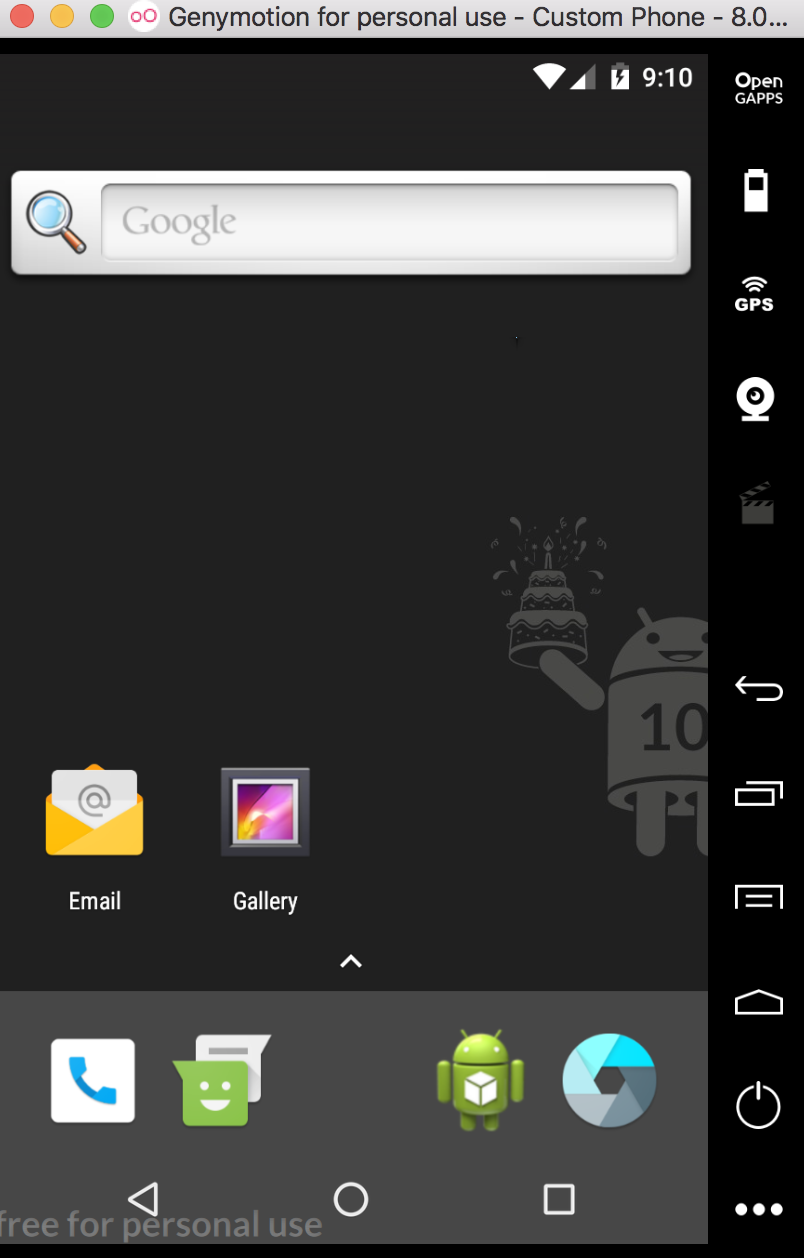 Genymotion for personal use - Custom Phone - 8.0...
9:10
Open
GAPPS
Google
GPS
@
10
Email
Gallery
free for personal use